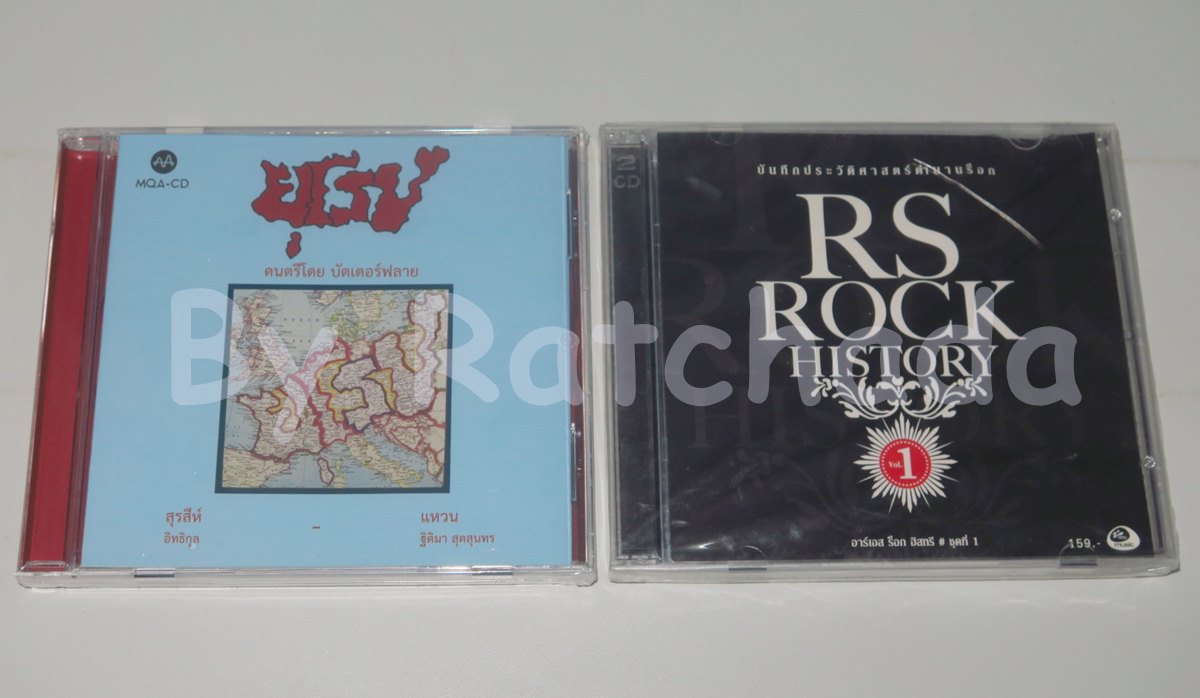 MQA-CD
ยุโรป
ดนตรีโดย บัตเตอร์ฟลาย
สุรสีห์ - แหวน
อิทธิกุล ฐิติมา สุตสุนทร
2
CD
บันทึกประวัติศาสตร์ตำนานร็อก
RS
ROCK
HISTORY
Vol. 1
อาร์เอส ร็อก ฮิสทรี # ชุดที่ 1
159.-
music
By Ratchada